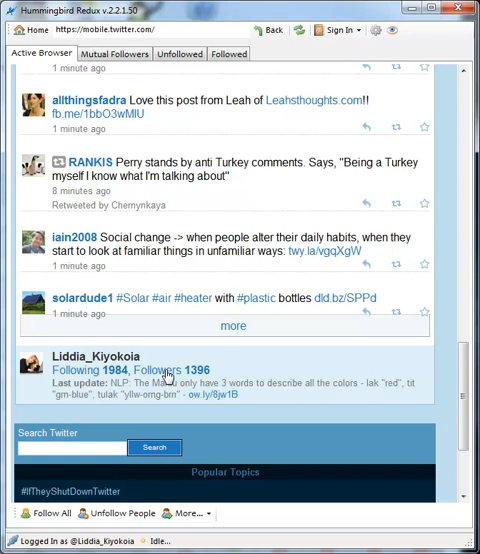 Hummingbird Redux v.2.2.1.50
Home https://mobile.twitter.com/ Back Sign In
Active Browser Mutual Followers Unfollowed Followed
1 minute ago
allthingsfadra Love this post from Leah of Leahsthoughts.com!!
fb.me/1bbO3wMlU
1 minute ago
RANKIS Perry stands by anti Turkey comments. Says, "Being a Turkey
myself I know what I'm talking about"
8 minutes ago
Retweeted by Chemynkaya
iain2008 Social change -> when people alter their daily habits, when they
start to look at familiar things in unfamiliar ways: twy.la/vgqXgW
1 minute ago
solardude1 #Solar #air #heater with #plastic bottles dld.bz/SPPd
1 minute ago
more
Liddia_Kiyokoia
Following 1984, Followers 1396
Last update: NLP: The Maku only have 3 words to describe all the colors - lak "red", tit
"grn-blue", tulak "yllw-orng-brn" - ow.ly/8jw1B
Search Twitter
Search
Popular Topics
#IfTheyShutDownTwitter
Follow All Unfollow People More...
Logged In as @Liddia_Kiyokoia Idle...